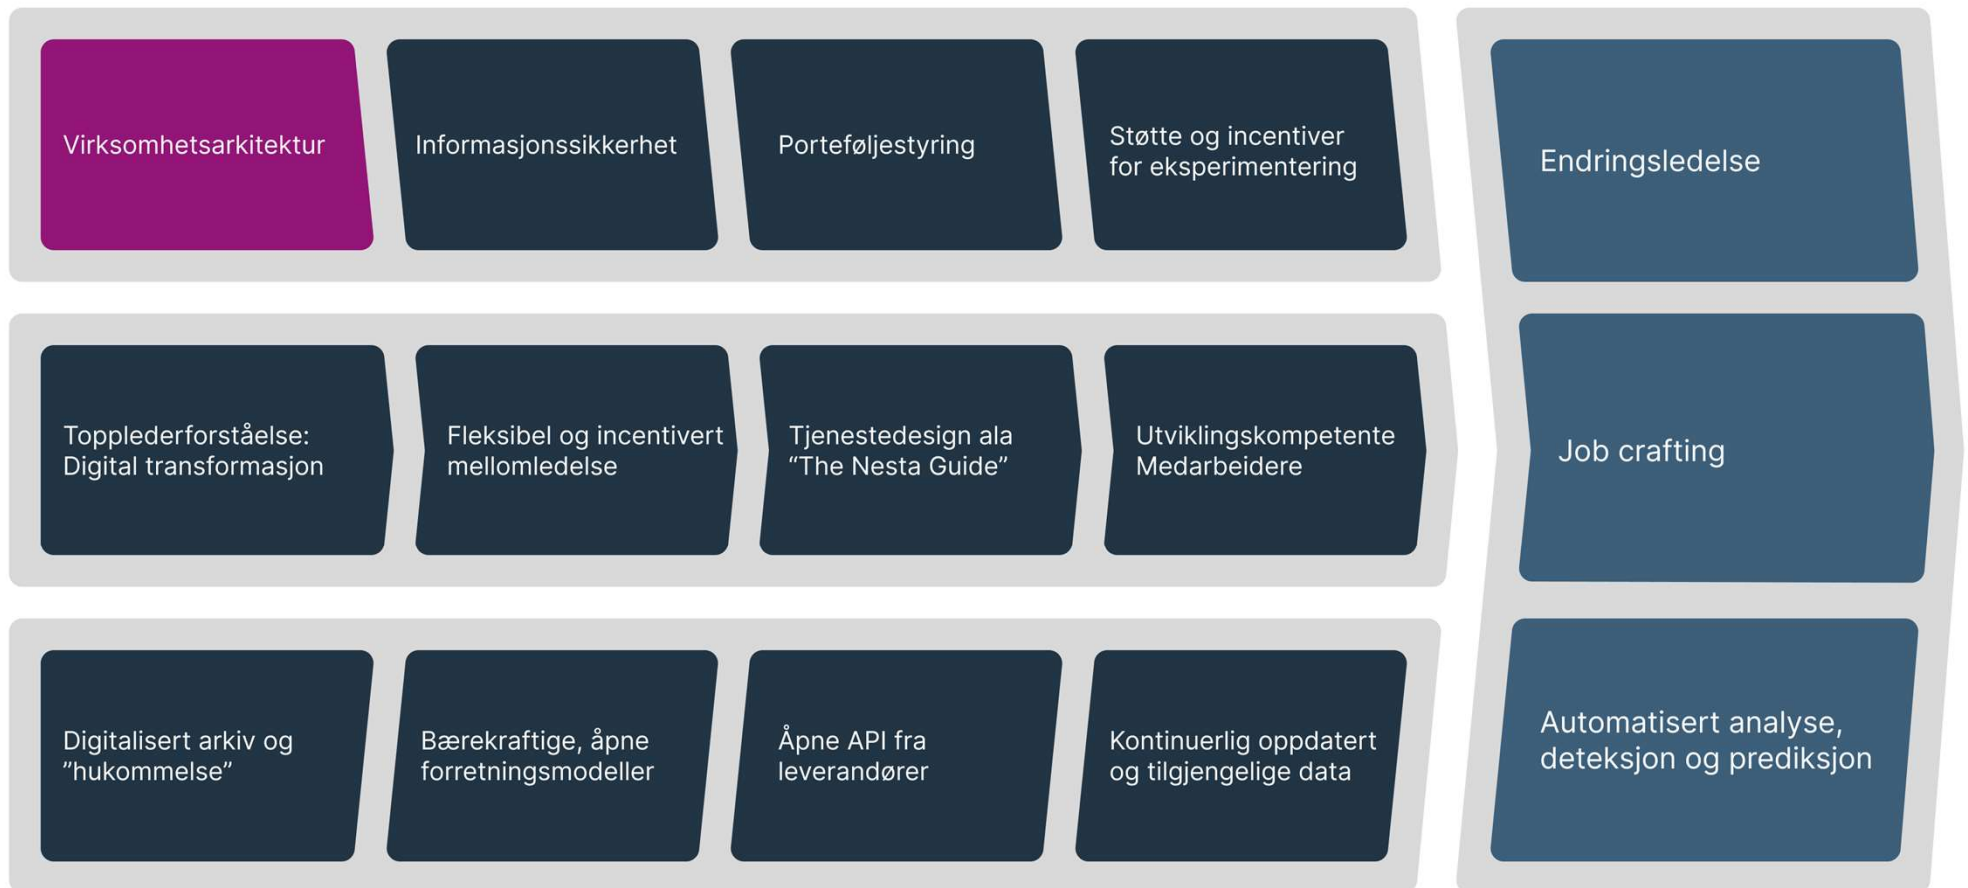 Virksomhetsarkitektur
Informasjonssikkerhet
Porteføljestyring
Støtte og incentiver
for eksperimentering
Endringsledelse
Topplederforståelse:
Digital transformasjon
Fleksibel og incentivert
mellomledelse
Tjenestedesign ala
“The Nesta Guide”
Utviklingskompetente
Medarbeidere
Job crafting
Digitalisert arkiv og
”hukommelse”
Bærekraftige, åpne
forretningsmodeller
Åpne API fra
leverandører
Kontinuerlig oppdatert
og tilgjengelige data
Automatisert analyse,
deteksjon og prediksjon